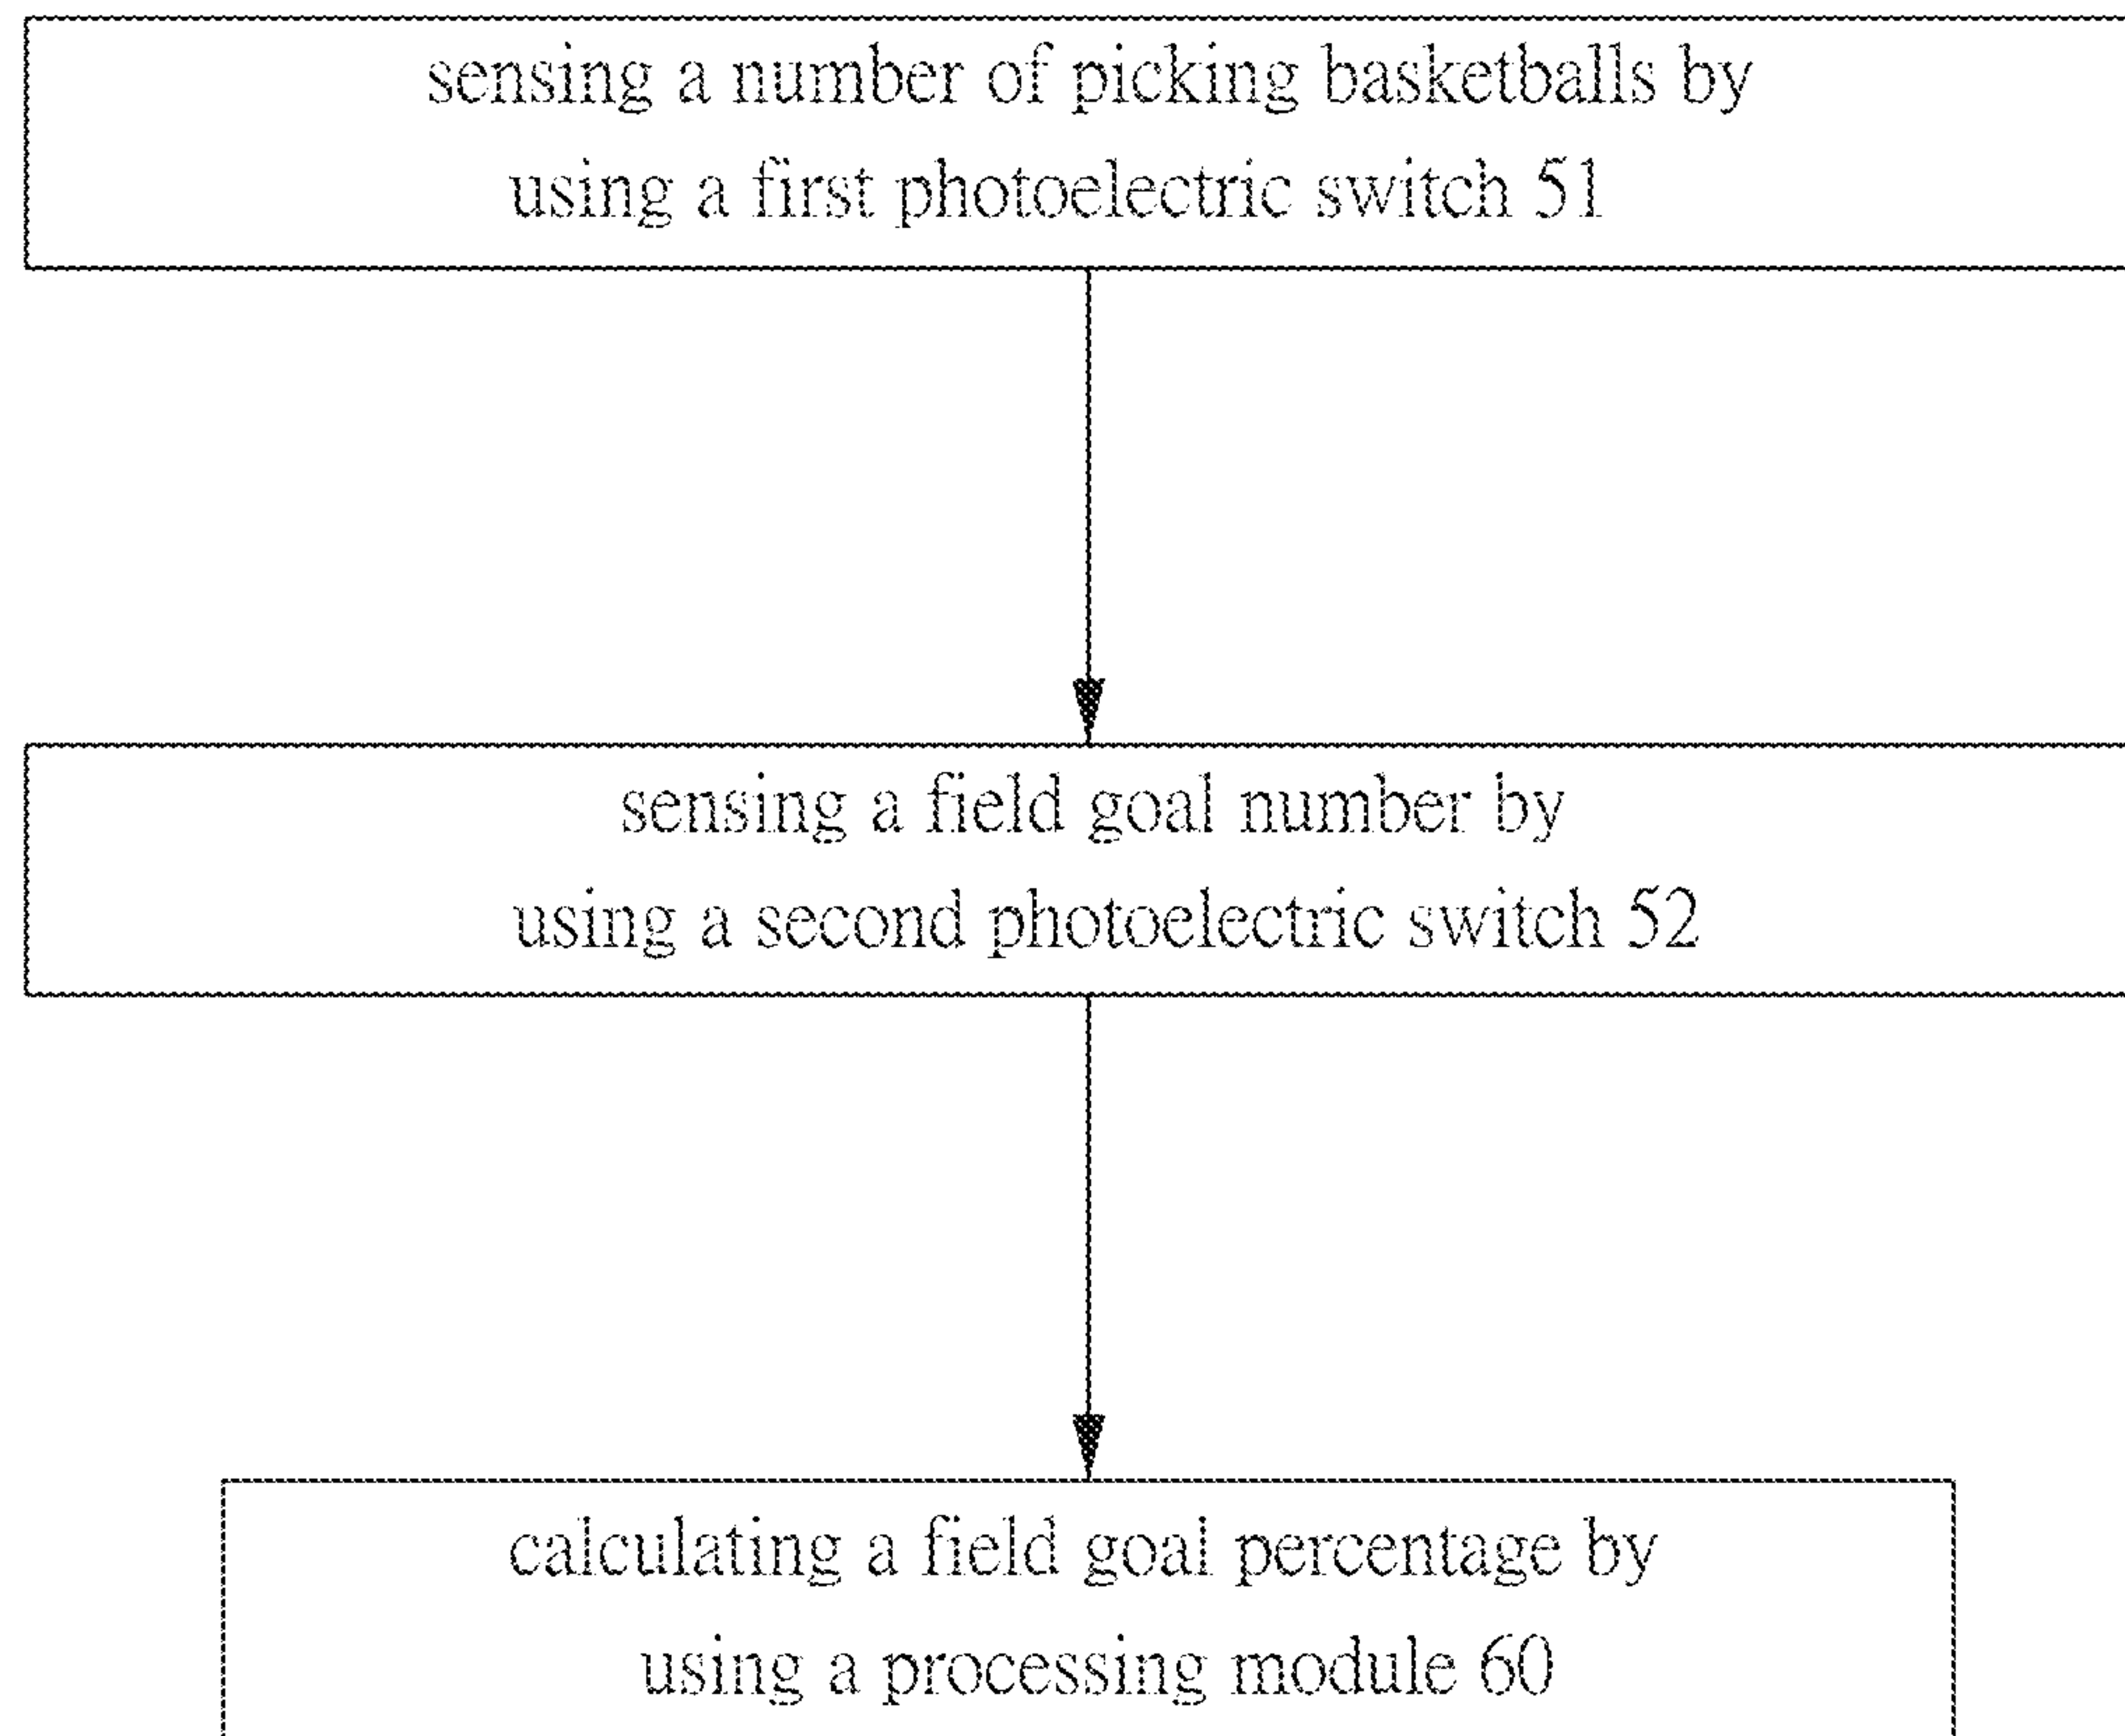 sensing a number of picking basketballs by
using a first photoelectric switch 51
sensing a field goal number by
using a second photoelectric switch 52
calculating a field goal percentage by
using a processing module 60